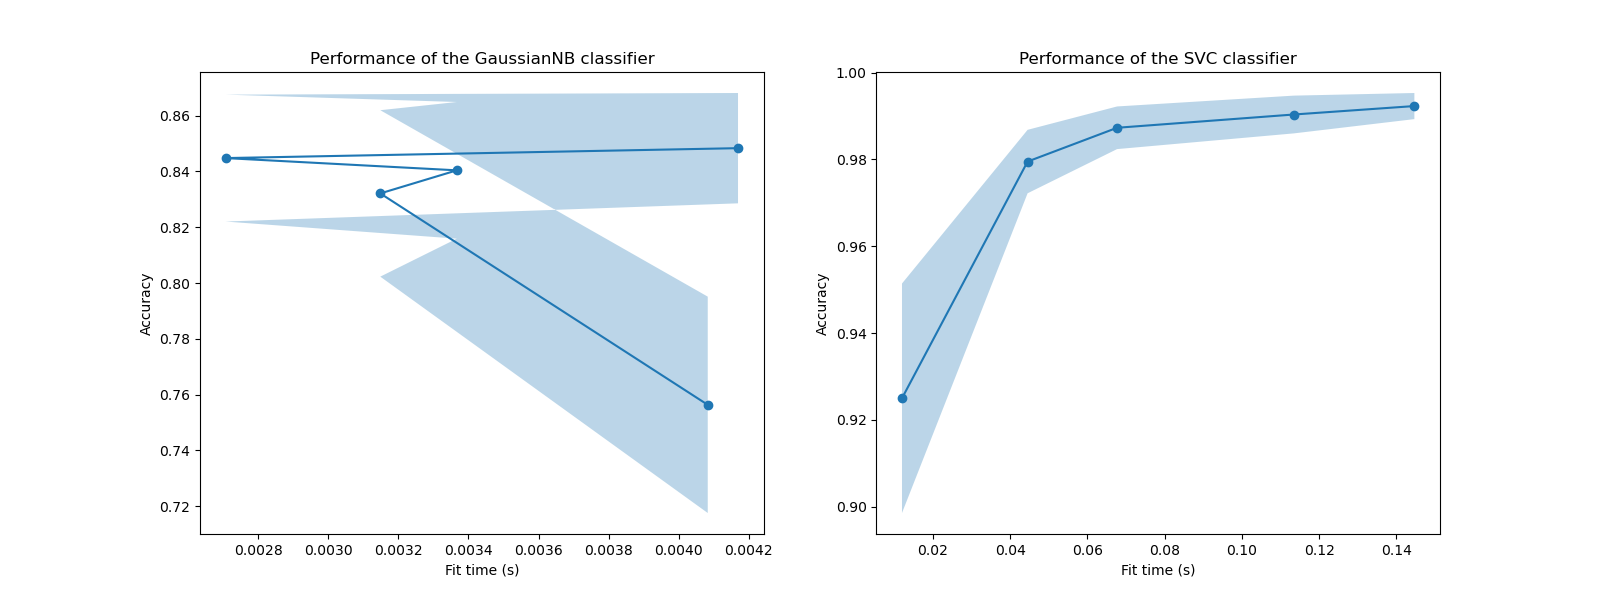 Performance of the GaussianNB classifier
Accuracy
0.86
0.84
0.82
0.80
0.78
0.76
0.74
0.72
0.0028 0.0030 0.0032 0.0034 0.0036 0.0038 0.0040 0.0042
Fit time (s)
Performance of the SVC classifier
Accuracy
1.00
0.98
0.96
0.94
0.92
0.90
0.02 0.04 0.06 0.08 0.10 0.12 0.14
Fit time (s)